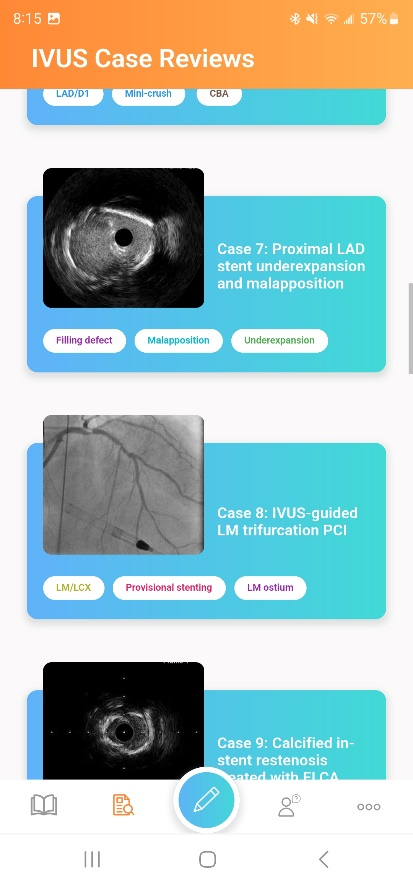 8:15
57%
IVUS Case Reviews
LAD/D1 Mini-crush CBA
Case 7: Proximal LAD
stent underexpansion
and malapposition
Filling defect Malapposition Underexpansion
Case 8: IVUS-guided
LM trifurcation PCI
LM/LCX Provisional stenting LM ostium
Case 9: Calcified in-
stent restenosis
treated with ELCA